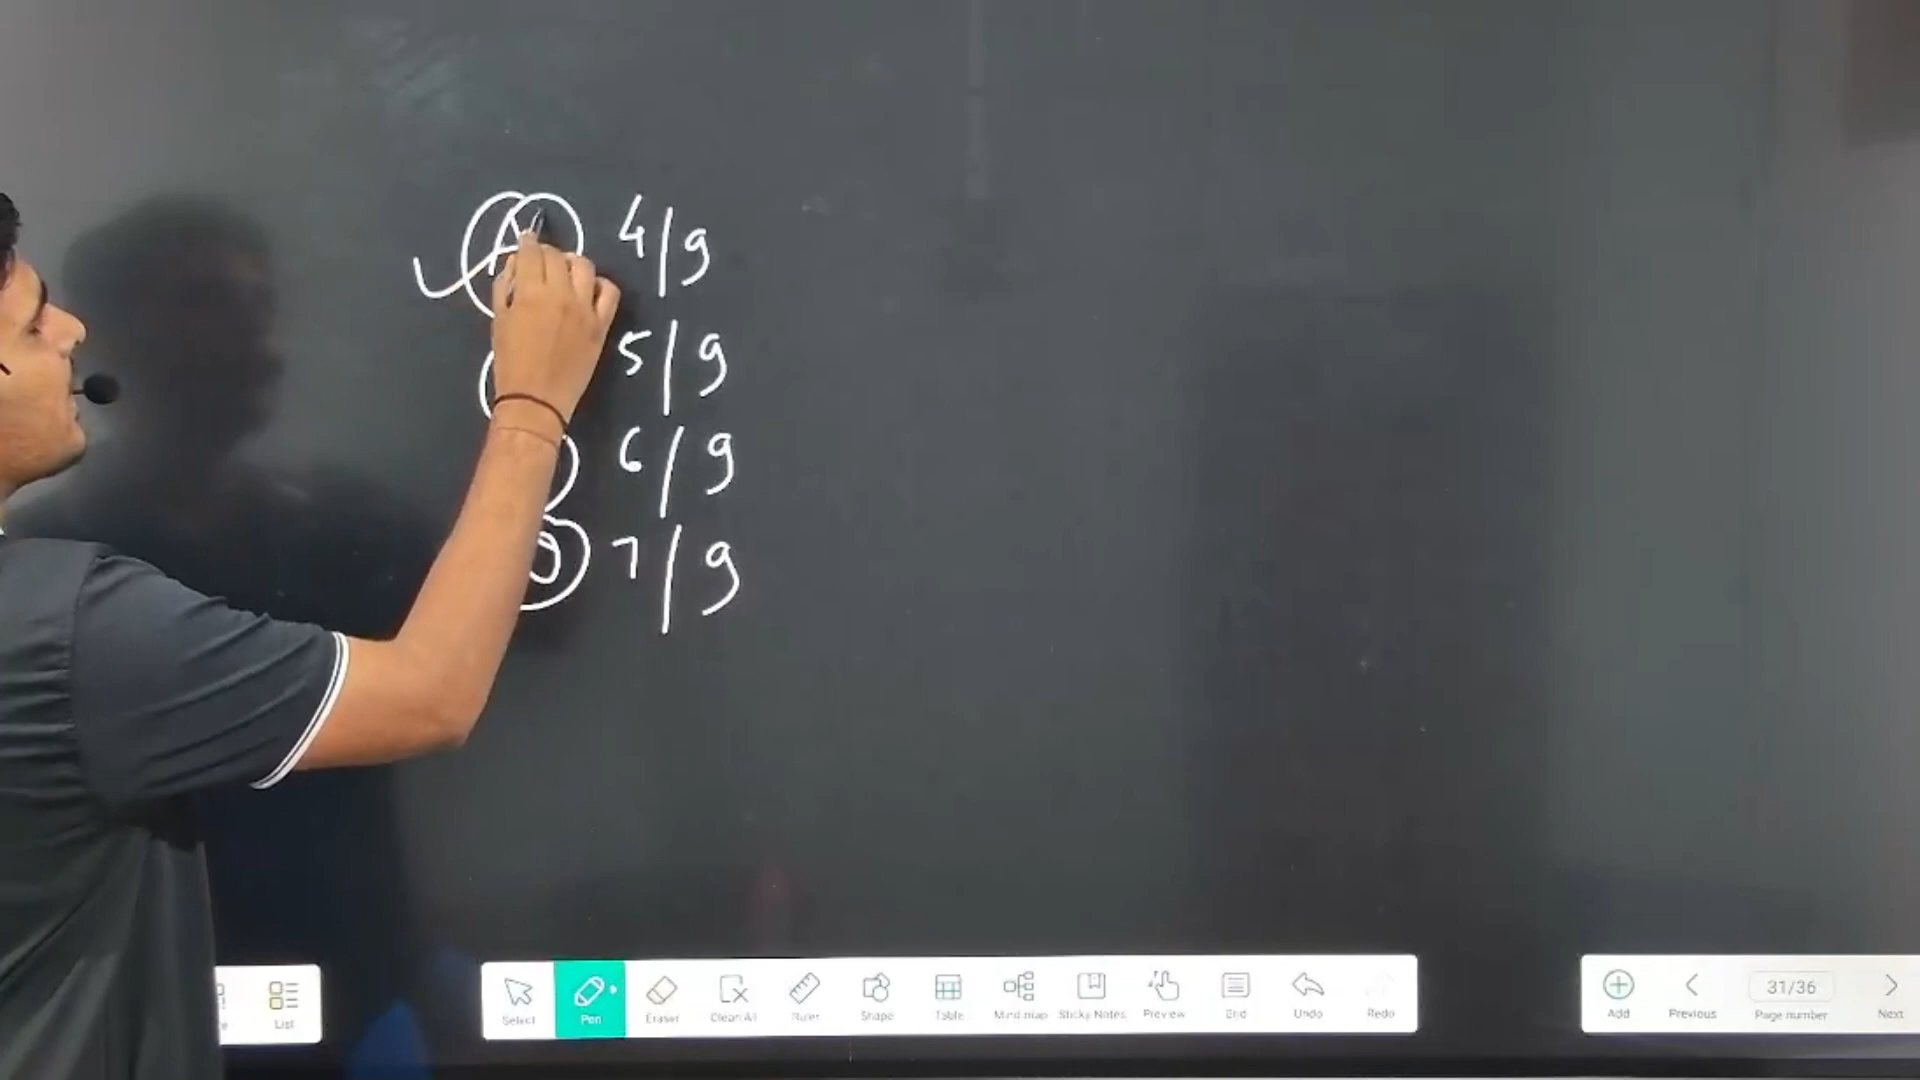 A 4/9
5/9
6/9
D 7/9
List
Select
Pen
Eraser
Clean All
Ruler
Shape
Table
Mind map
Sticky Notes
Preview
Grid
Undo
Redo
Add
Previous
31/36
Page number
Next